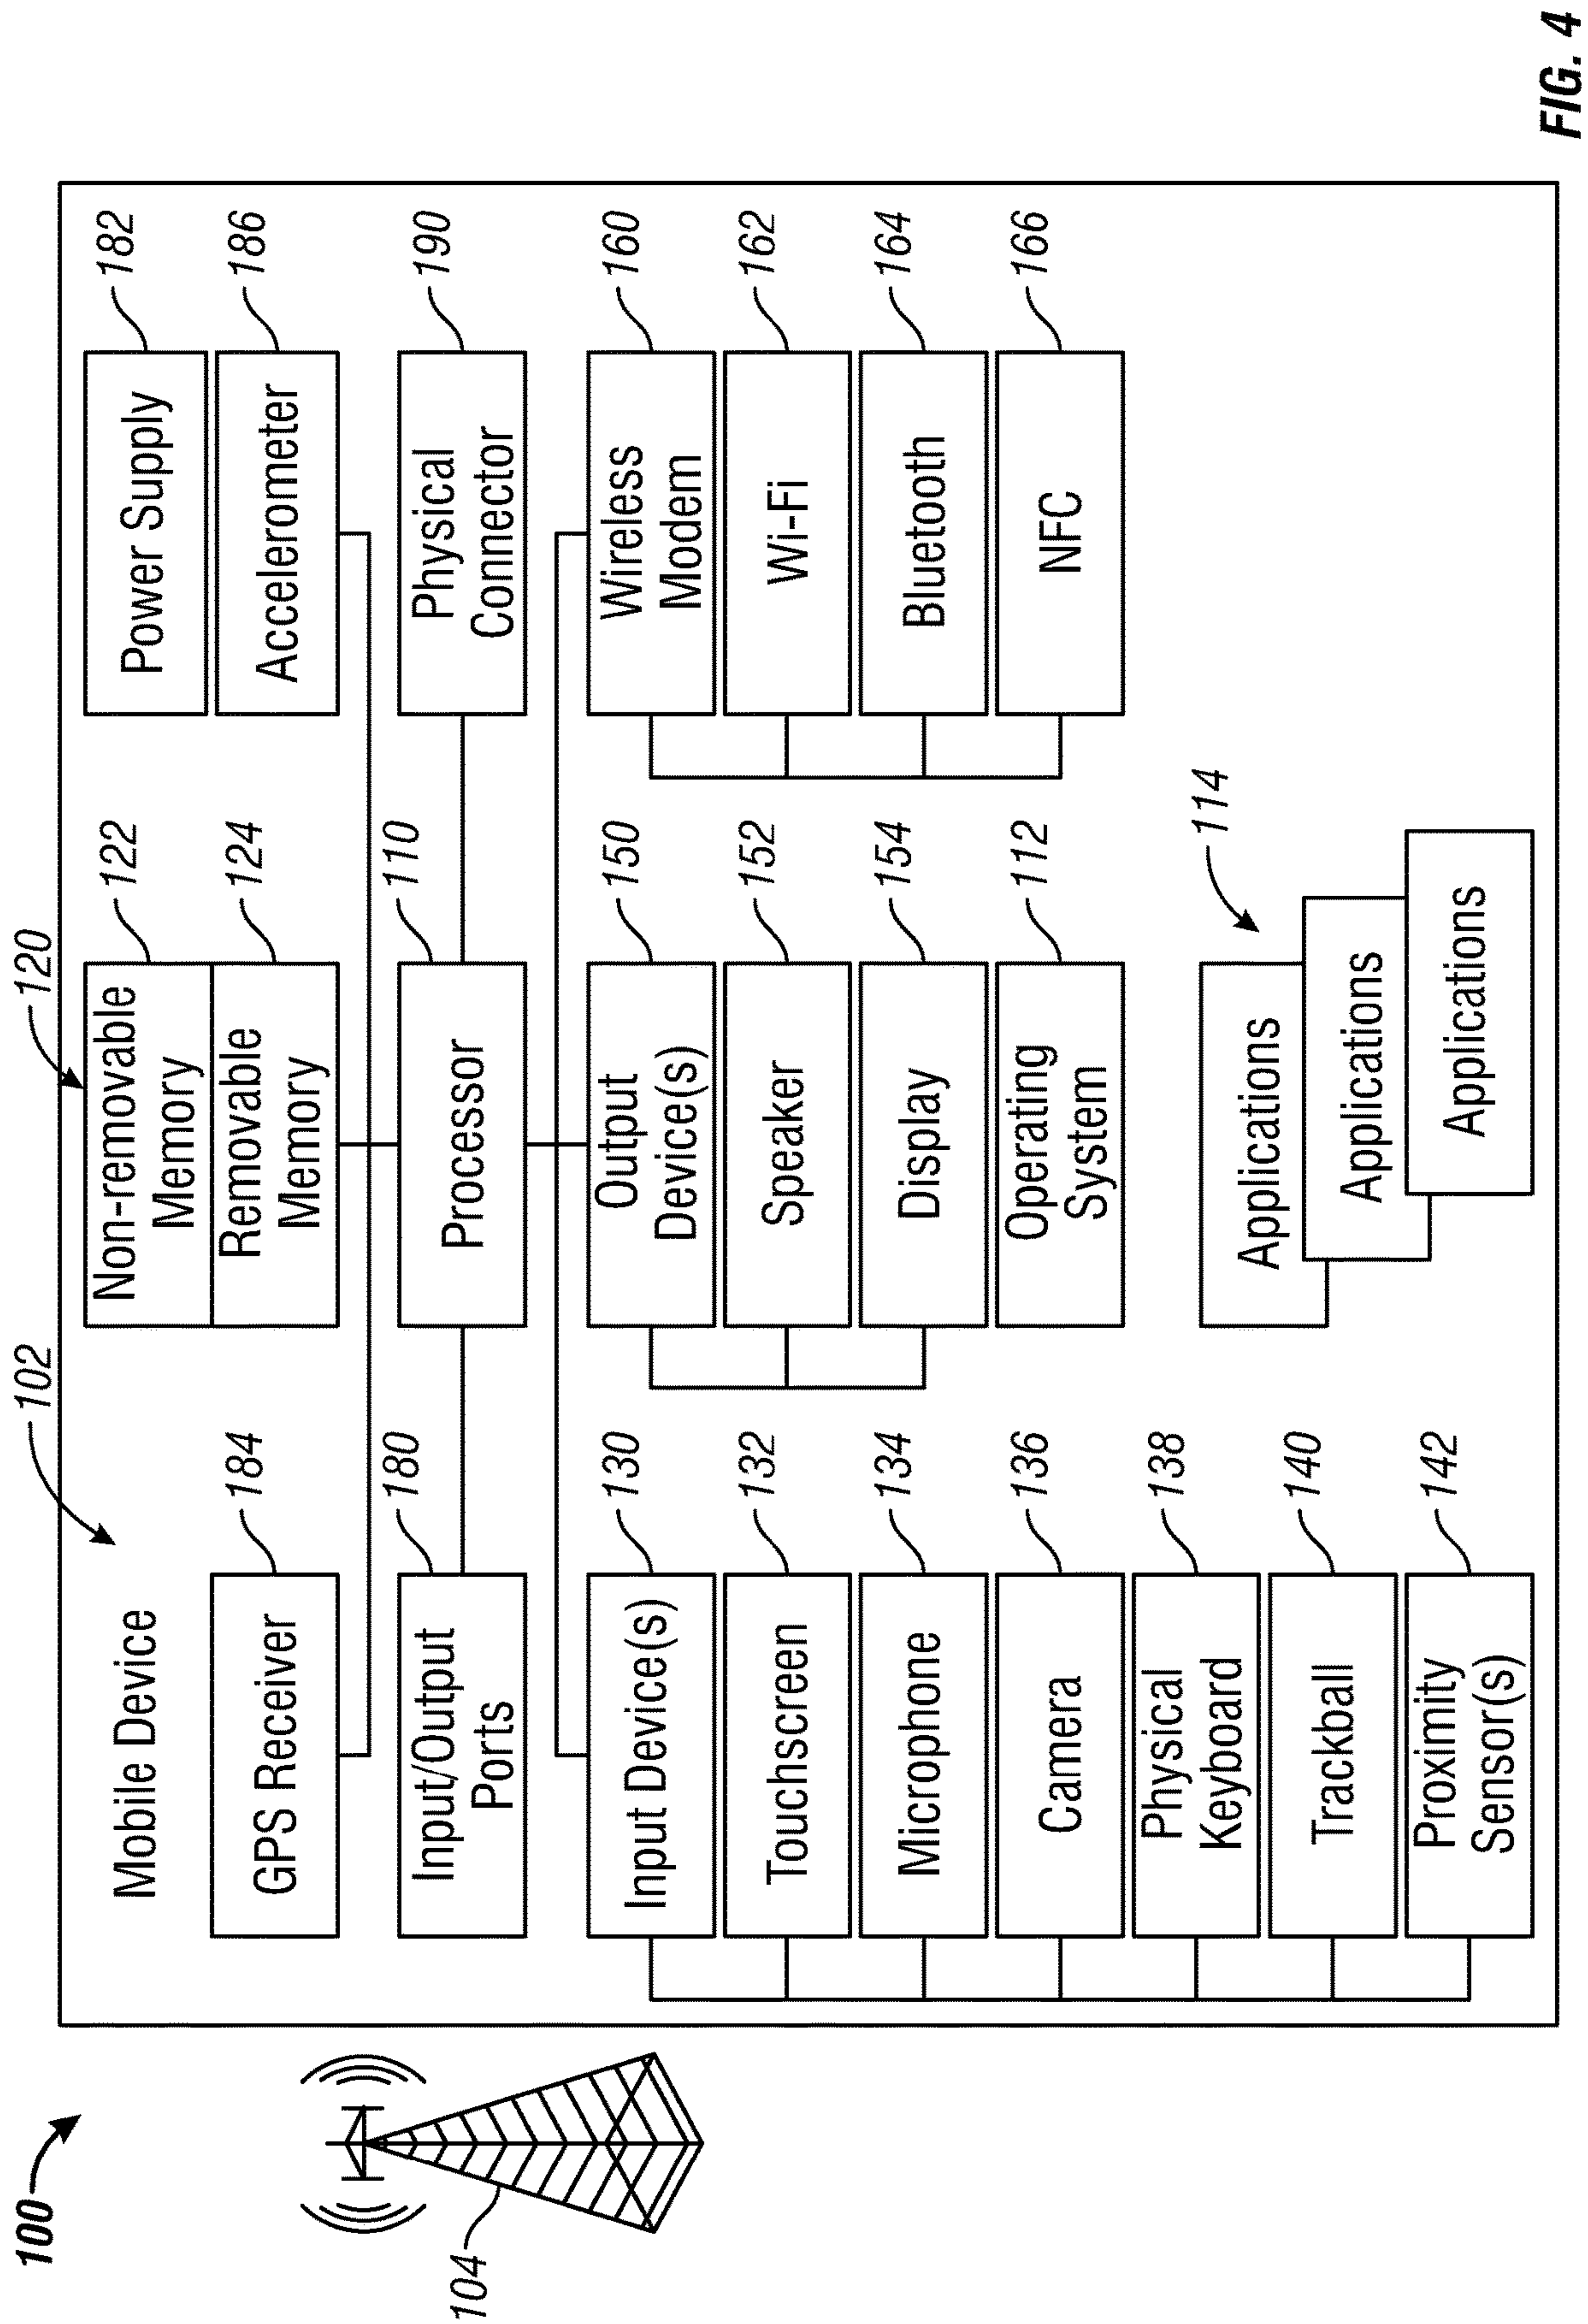 100
102
120
Mobile Device
184
GPS Receiver
122
Non-removable
Memory
124
Removable
Memory
182
Power Supply
186
Accelerometer
180
Input/Output
Ports
110
Processor
190
Physical
Connector
104
130
Input Device(s)
132
Touchscreen
134
Microphone
136
Camera
138
Physical
Keyboard
140
Trackball
142
Proximity
Sensor(s)
150
Output
Device(s)
152
Speaker
154
Display
112
Operating
System
114
Applications
Applications
Applications
160
Wireless
Modem
162
Wi-Fi
164
Bluetooth
166
NFC
FIG. 4